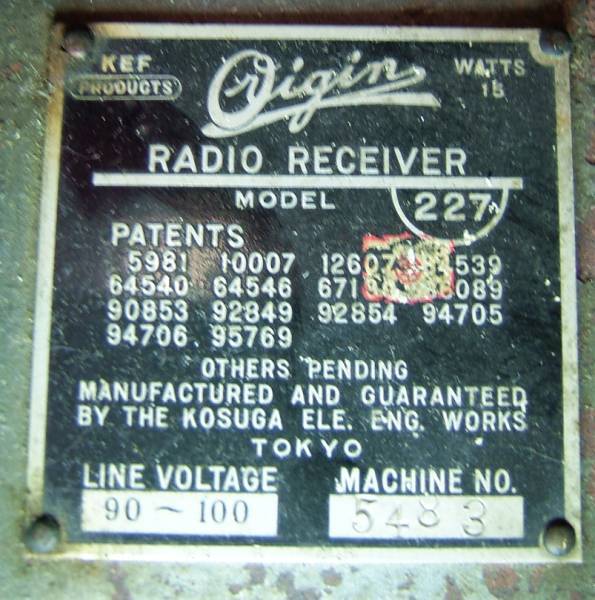 KEF
PRODUCTS
Origin
WATTS
18
RADIO RECEIVER
MODEL
227
PATENTS
5981 10007
64540 64546
90853 92849 92854 94705
94706 95769
OTHERS PENDING
MANUFACTURED AND GUARANTEED
BY THE KOSUGA ELE. ENG. WORKS
TOKYO
LINE VOLTAGE
90 ~ 100
MACHINE NO.
5483